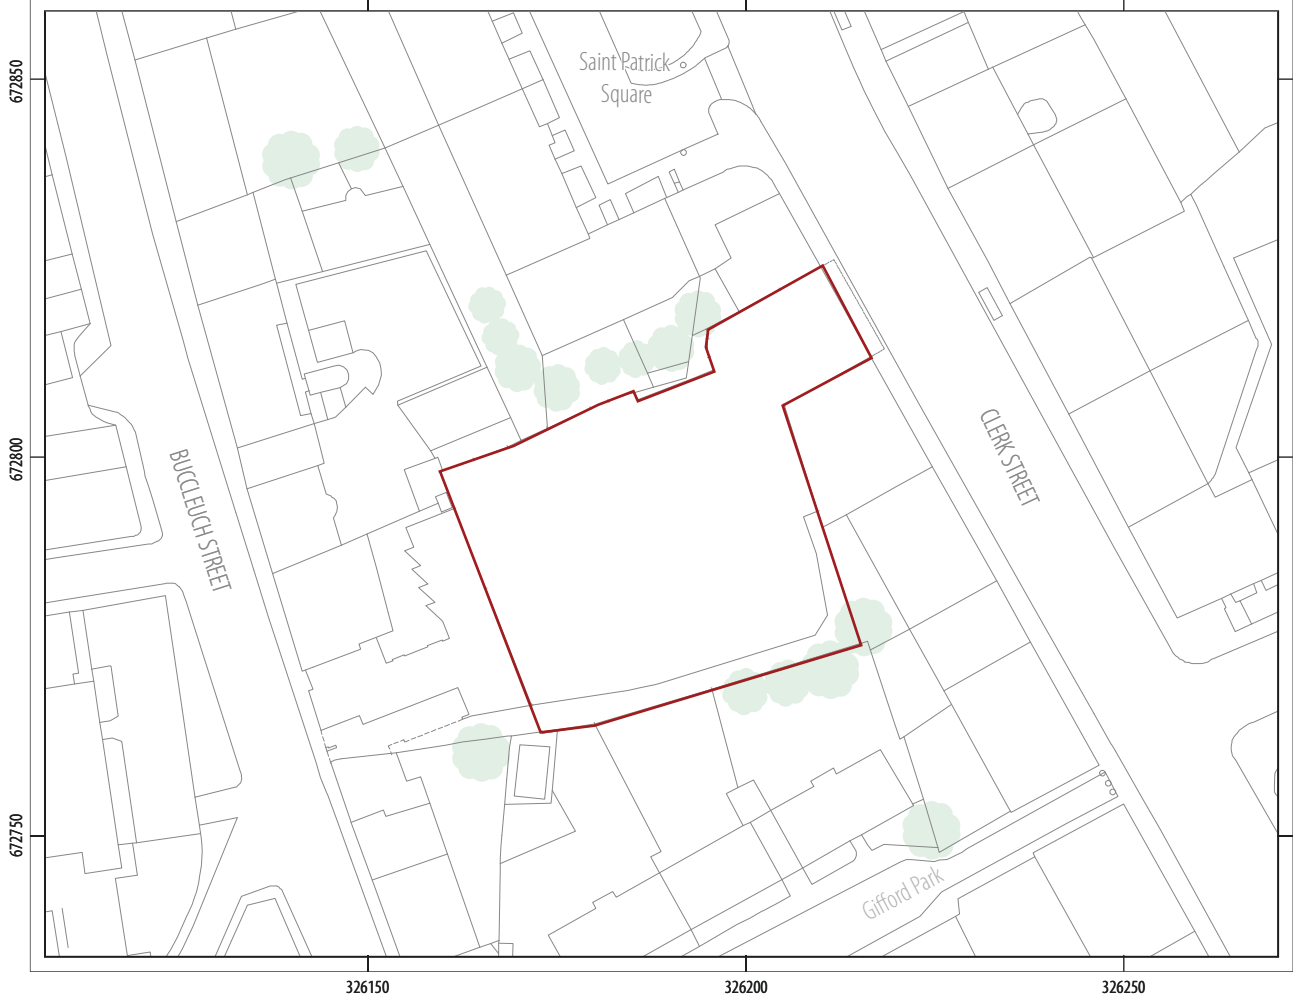 Saint Patrick
Square
672850
672800
672750
BUCCLEUCH STREET
CLERK STREET
Gifford Park
326150
326200
326250